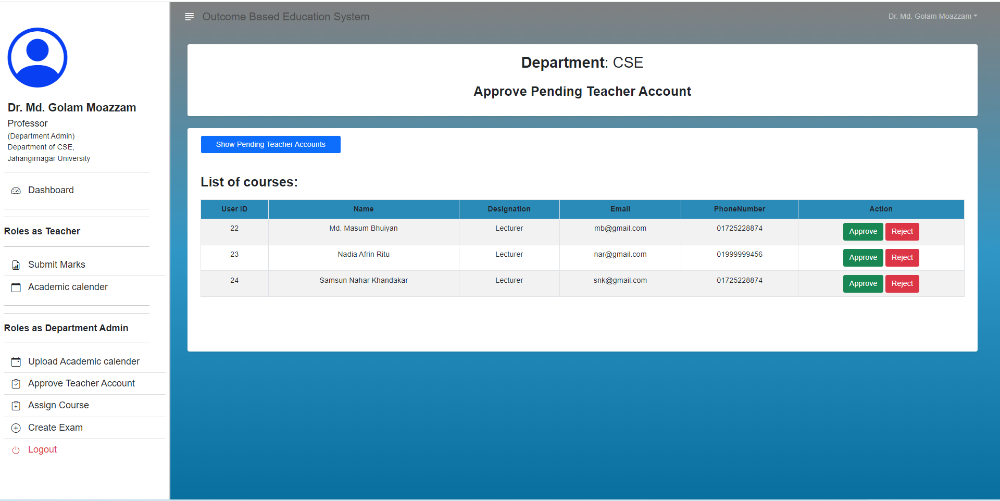 Outcome Based Education System
Dr. Md. Golam Moazzam
Dr. Md. Golam Moazzam
Professor
(Department Admin)
Department of CSE,
Jahangirnagar University
Dashboard
Roles as Teacher
Submit Marks
Academic calender
Roles as Department Admin
Upload Academic calender
Approve Teacher Account
Assign Course
Create Exam
Logout
Department: CSE
Approve Pending Teacher Account
Show Pending Teacher Accounts
List of courses:
User ID Name Designation Email PhoneNumber Action
22 Md. Masum Bhuiyan Lecturer mb@gmail.com 01725228874 Approve Reject
23 Nadia Afrin Ritu Lecturer nar@gmail.com 01999999456 Approve Reject
24 Samsun Nahar Khandakar Lecturer snk@gmail.com 01725228874 Approve Reject